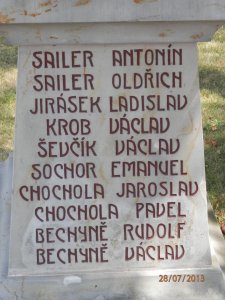 SAILER ANTONÍN
SAILER OLDŘICH
JIRÁSEK LADISLAV
KROB VÁCLAV
ŠEVČÍK VÁCLAV
SOCHOR EMANUEL
CHOCHOLA JAROSLAV
CHOCHOLA PAVEL
BECHYNĚ RUDOLF
BECHYNĚ VÁCLAV
28/07/2013